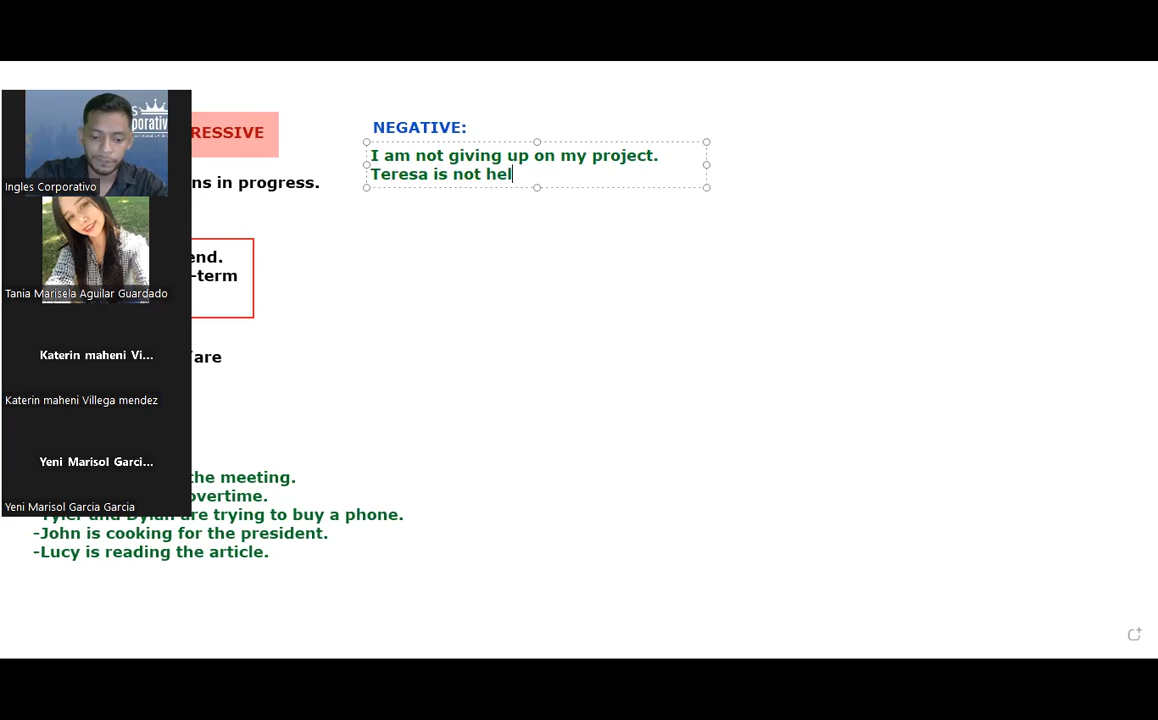 S
porativ
Ingles Corporativo
Tania Marisela Aguilar Guardado
Katerin maheni Vi...
Katerin maheni Villega mendez
Yeni Marisol Garci...
Yeni Marisol Garcia Garcia
RESSIVE
ns in progress.
end.
-term
are
the meeting.
overtime.
-Tyler and Dylan are trying to buy a phone.
-John is cooking for the president.
-Lucy is reading the article.
NEGATIVE:
I am not giving up on my project.
Teresa is not hel